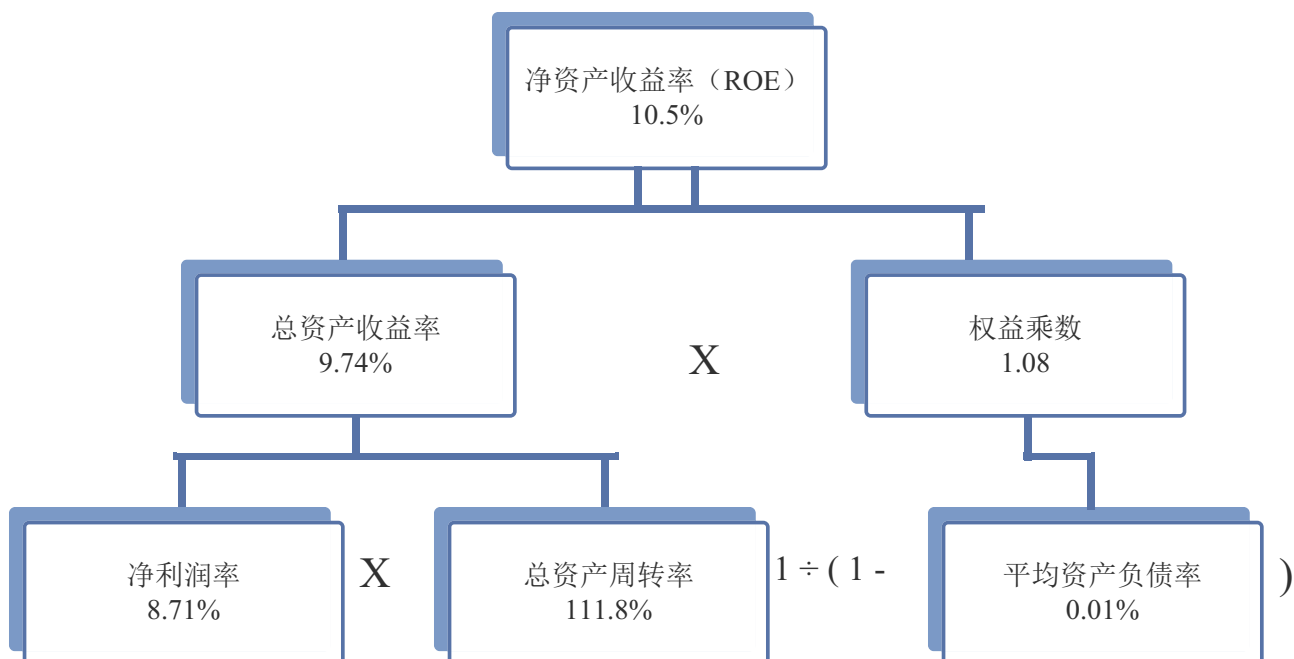 净资产收益率（ROE）
10.5%
总资产收益率
9.74%
X
权益乘数
1.08
净利润率
8.71%
X
总资产周转率
111.8%
1 ÷ ( 1 -
平均资产负债率
0.01%
)